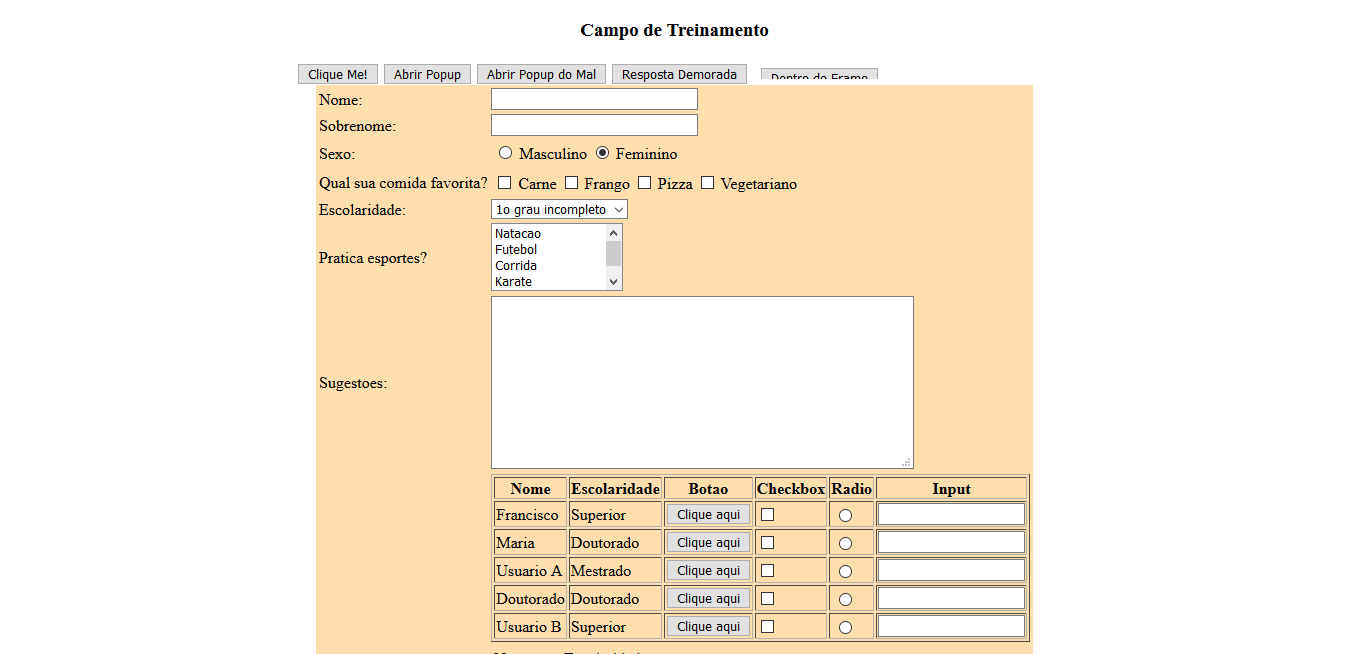 Campo de Treinamento
Clique Me! Abrir Popup Abrir Popup do Mal Resposta Demorada Dentro do Frame
Nome:
Sobrenome:
Sexo: Masculino Feminino
Qual sua comida favorita? Carne Frango Pizza Vegetariano
Escolaridade: 1o grau incompleto
Pratica esportes?
Natacao
Futebol
Corrida
Karate
Sugestoes:
Nome Escolaridade Botao Checkbox Radio Input
Francisco Superior Clique aqui
Maria Doutorado Clique aqui
Usuario A Mestrado Clique aqui
Doutorado Doutorado Clique aqui
Usuario B Superior Clique aqui